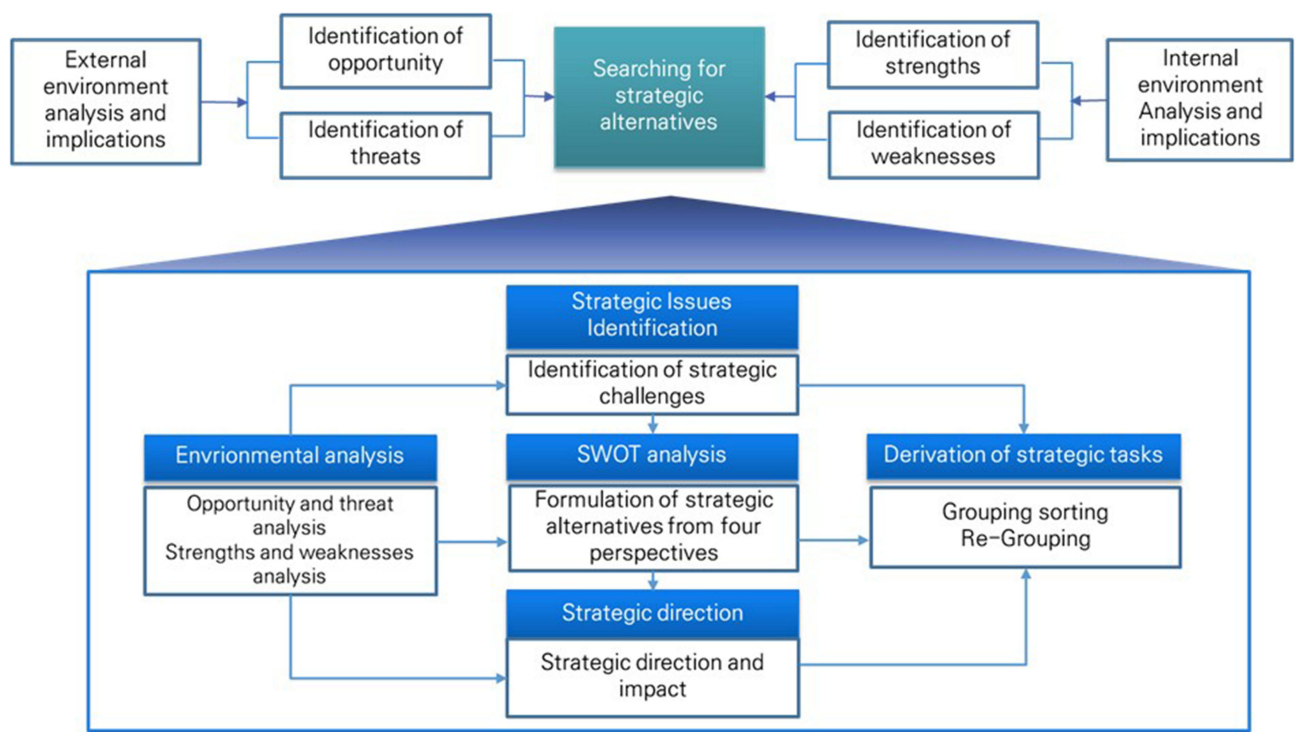 External
environment
analysis and
implications
Identification of
opportunity
Identification of
threats
Searching for
strategic
alternatives
Identification of
strengths
Identification of
weaknesses
Internal
environment
Analysis and
implications
Strategic Issues
Identification
Identification of strategic
challenges
Envrionmental analysis
Opportunity and threat
analysis
Strengths and weaknesses
analysis
SWOT analysis
Formulation of strategic
alternatives from four
perspectives
Derivation of strategic tasks
Grouping sorting
Re-Grouping
Strategic direction
Strategic direction and
impact